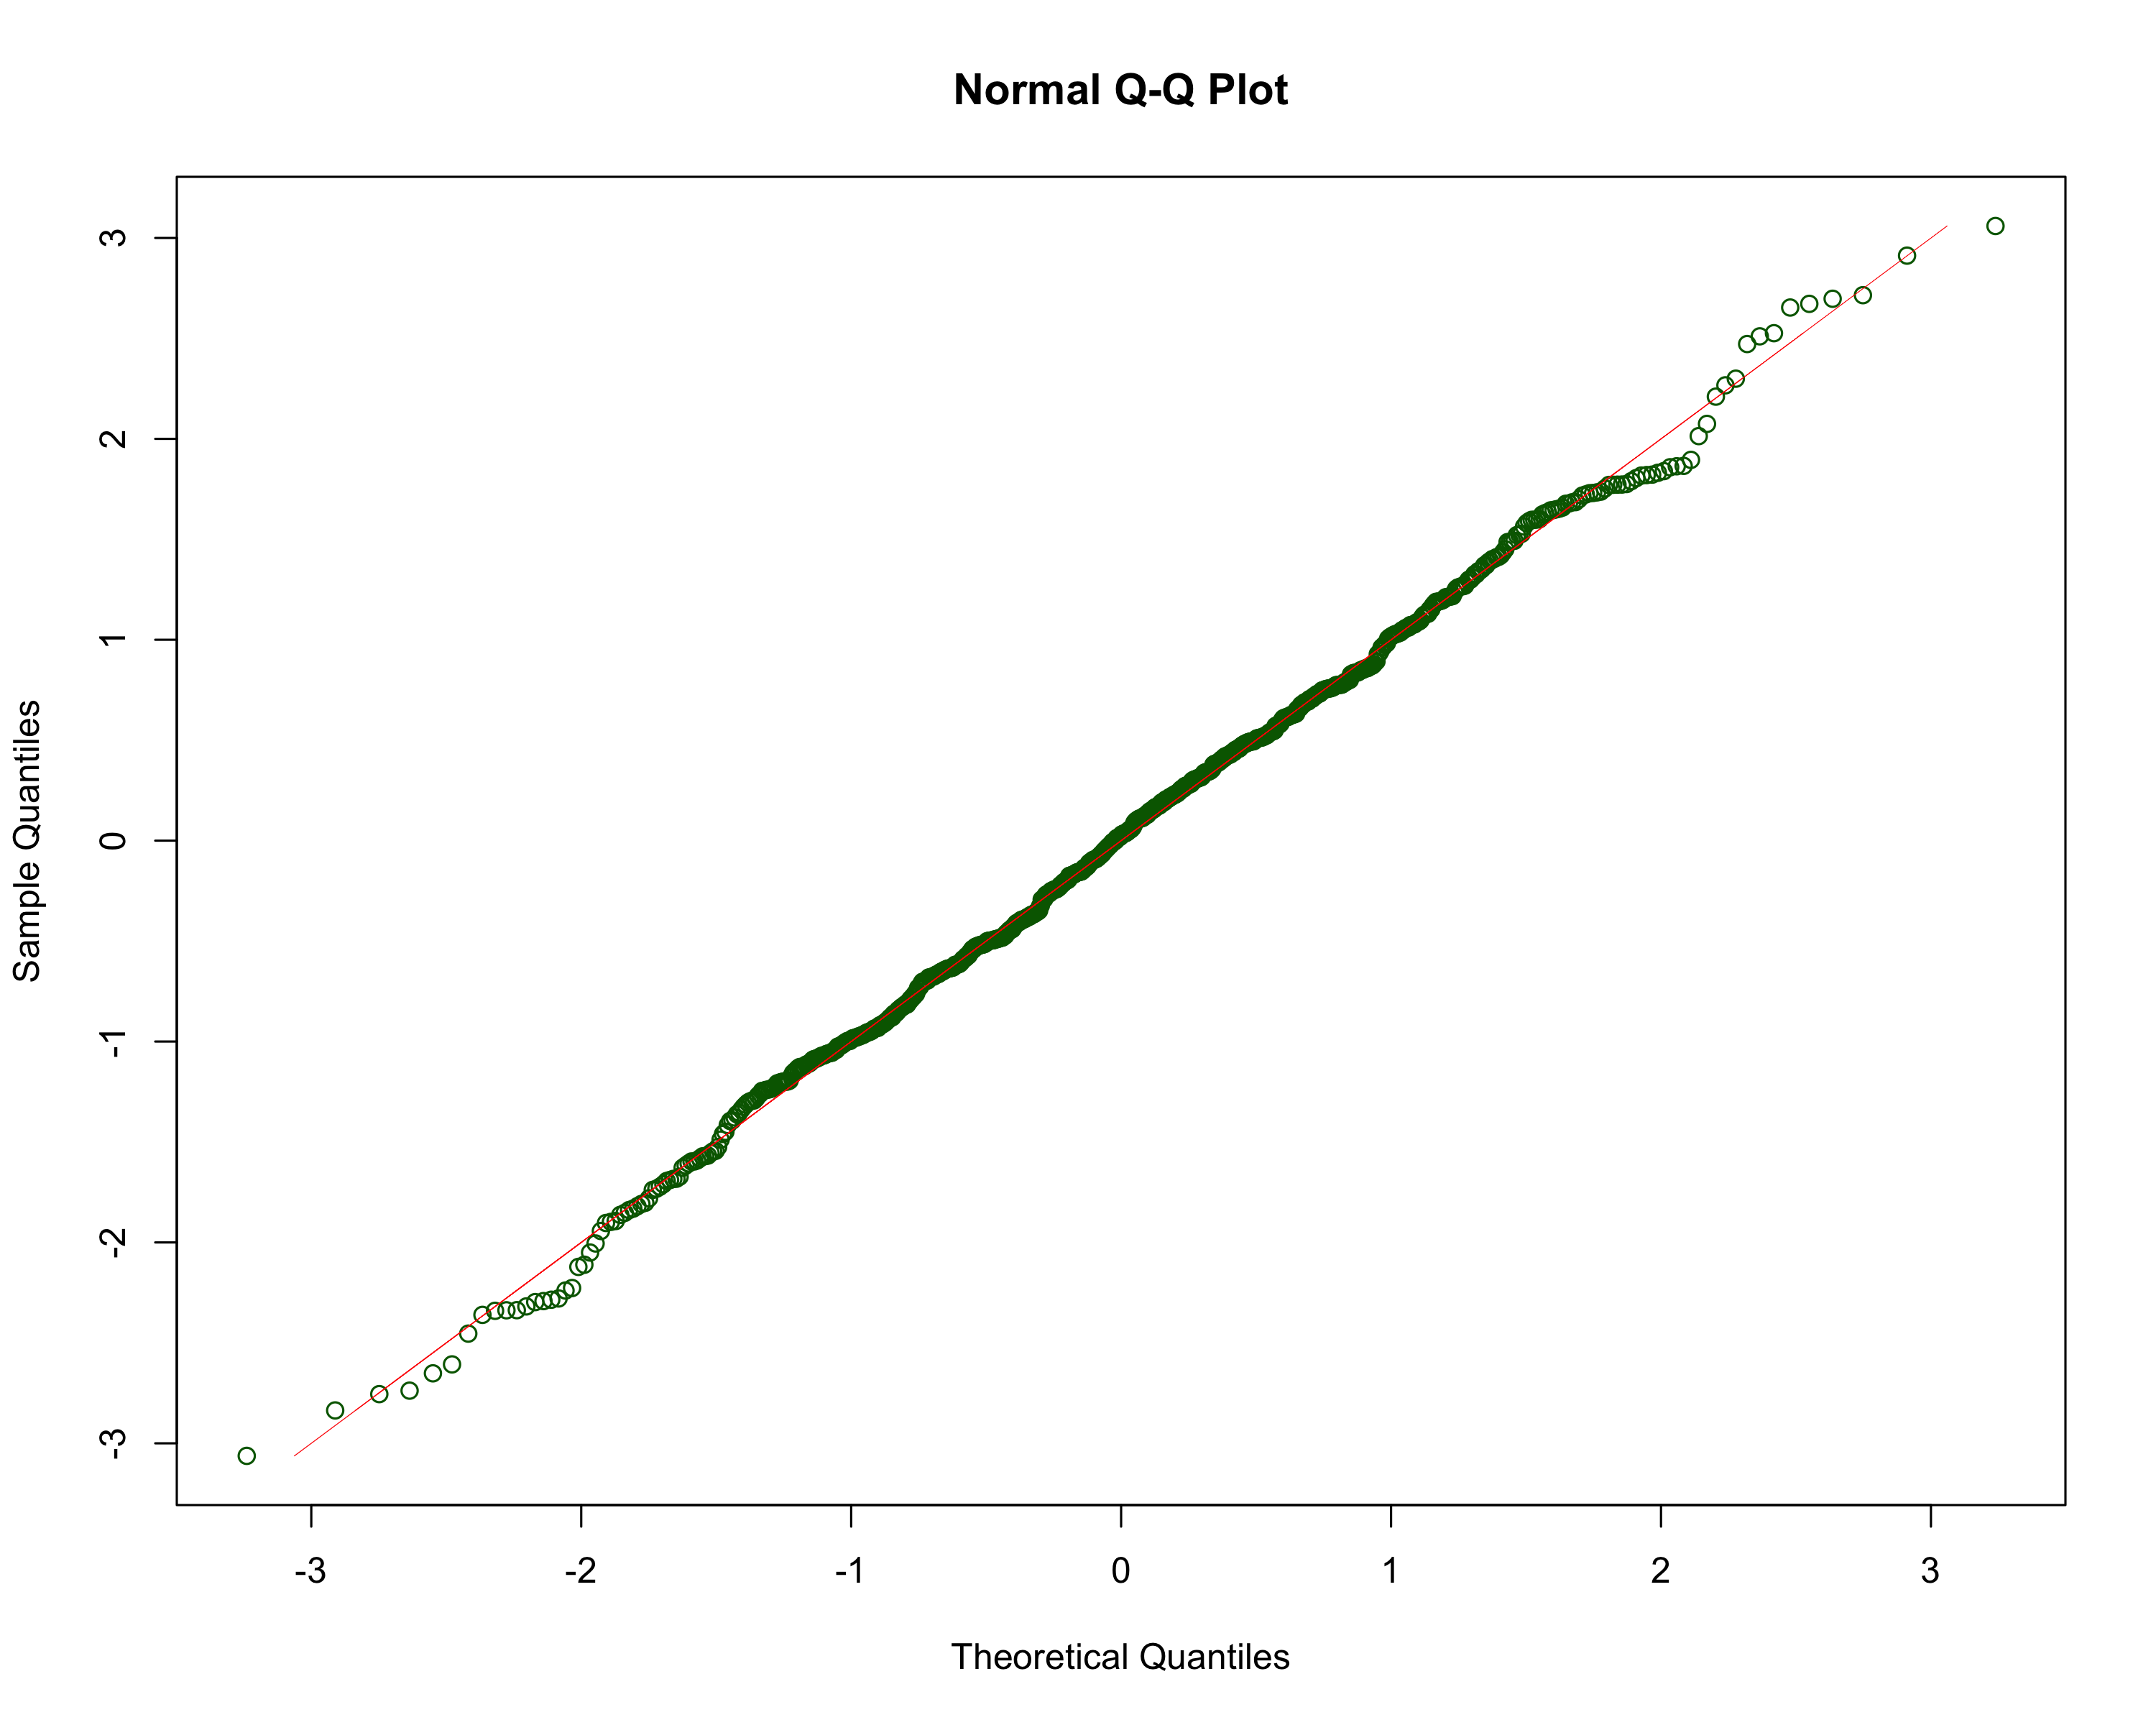 Normal Q-Q Plot
Sample Quantiles
3
2
1
0
-1
-2
-3
-3 -2 -1 0 1 2 3
Theoretical Quantiles